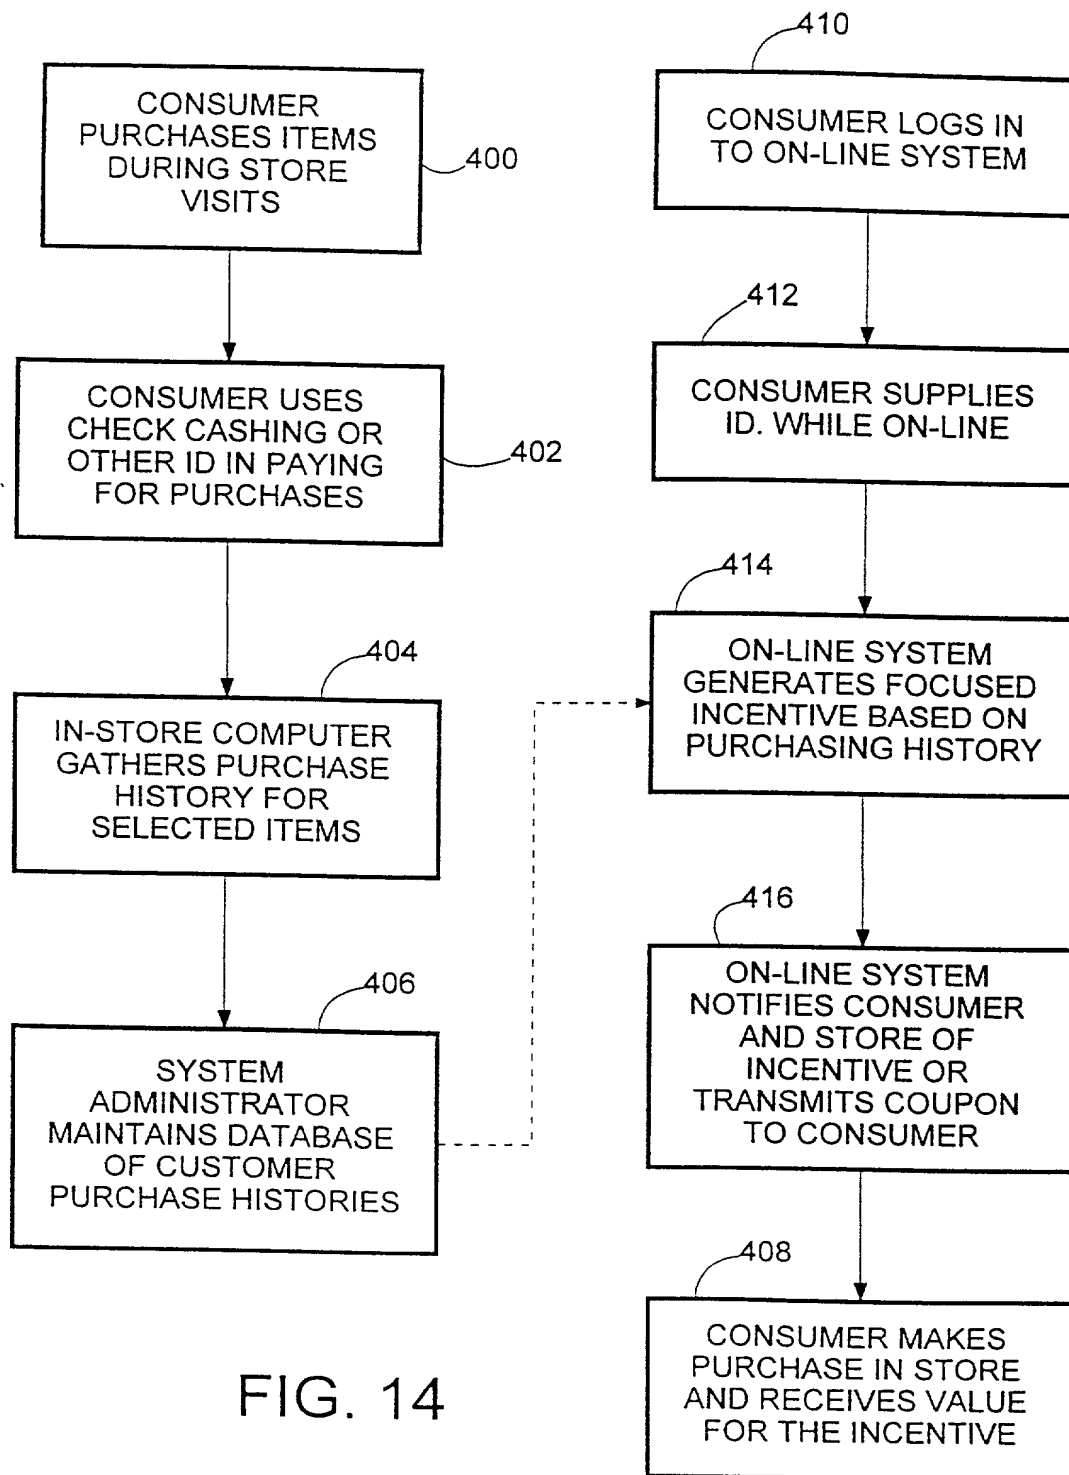 CONSUMER
PURCHASES ITEMS
DURING STORE
VISITS
400
CONSUMER USES
CHECK CASHING OR
OTHER ID IN PAYING
FOR PURCHASES
402
404
IN-STORE COMPUTER
GATHERS PURCHASE
HISTORY FOR
SELECTED ITEMS
406
SYSTEM
ADMINISTRATOR
MAINTAINS DATABASE
OF CUSTOMER
PURCHASE HISTORIES
410
CONSUMER LOGS IN
TO ON-LINE SYSTEM
412
CONSUMER SUPPLIES
ID. WHILE ON-LINE
414
ON-LINE SYSTEM
GENERATES FOCUSED
INCENTIVE BASED ON
PURCHASING HISTORY
416
ON-LINE SYSTEM
NOTIFIES CONSUMER
AND STORE OF
INCENTIVE OR
TRANSMITS COUPON
TO CONSUMER
408
CONSUMER MAKES
PURCHASE IN STORE
AND RECEIVES VALUE
FOR THE INCENTIVE
FIG. 14